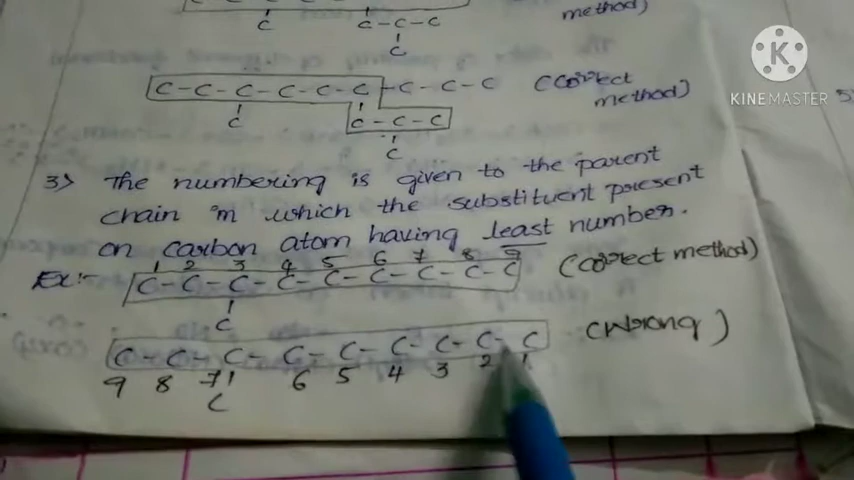 method)
C C-C-C
C
C-C-C-C-C-C-C-C-C (Correct
method)
C C-C-C
C
KINEMASTER
3) The numbering is given to the parent
chain in which the substituent present
on carbon atom having least number.
1 2 3 4 5 6 7 8 9
Ex:- C-C-C-C-C-C-C-C-C (Correct method)
C
C-C-C-C-C-C-C-C-C (Wrong)
9 8 7 6 5 4 3 2 1
C